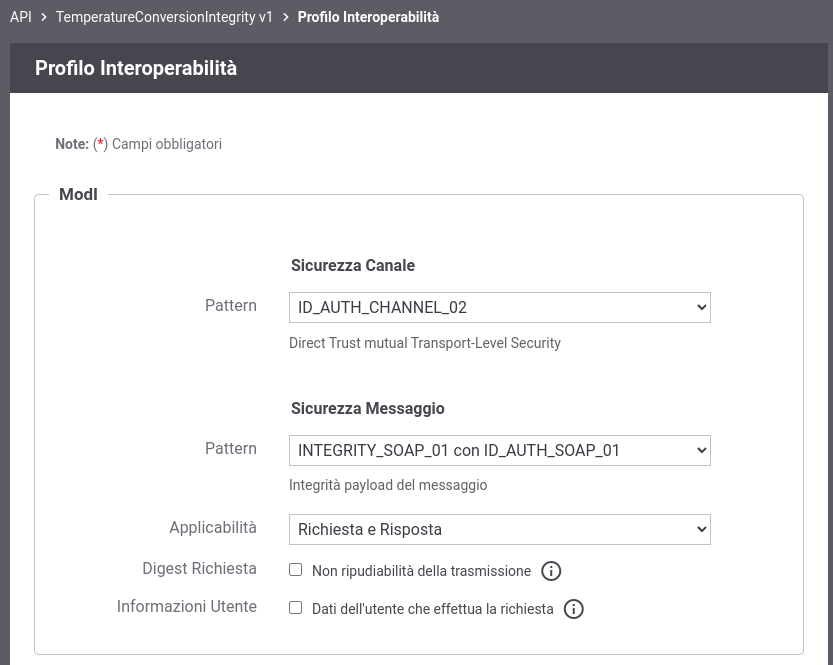 API > TemperatureConversionIntegrity v1 > Profilo Interoperabilità
Profilo Interoperabilità
Note: (*) Campi obbligatori
ModI
Sicurezza Canale
Pattern ID_AUTH_CHANNEL_02
Direct Trust mutual Transport-Level Security
Sicurezza Messaggio
Pattern INTEGRITY_SOAP_01 con ID_AUTH_SOAP_01
Integrità payload del messaggio
Applicabilità Richiesta e Risposta
Digest Richiesta Non ripudiabilità della trasmissione
Informazioni Utente Dati dell'utente che effettua la richiesta